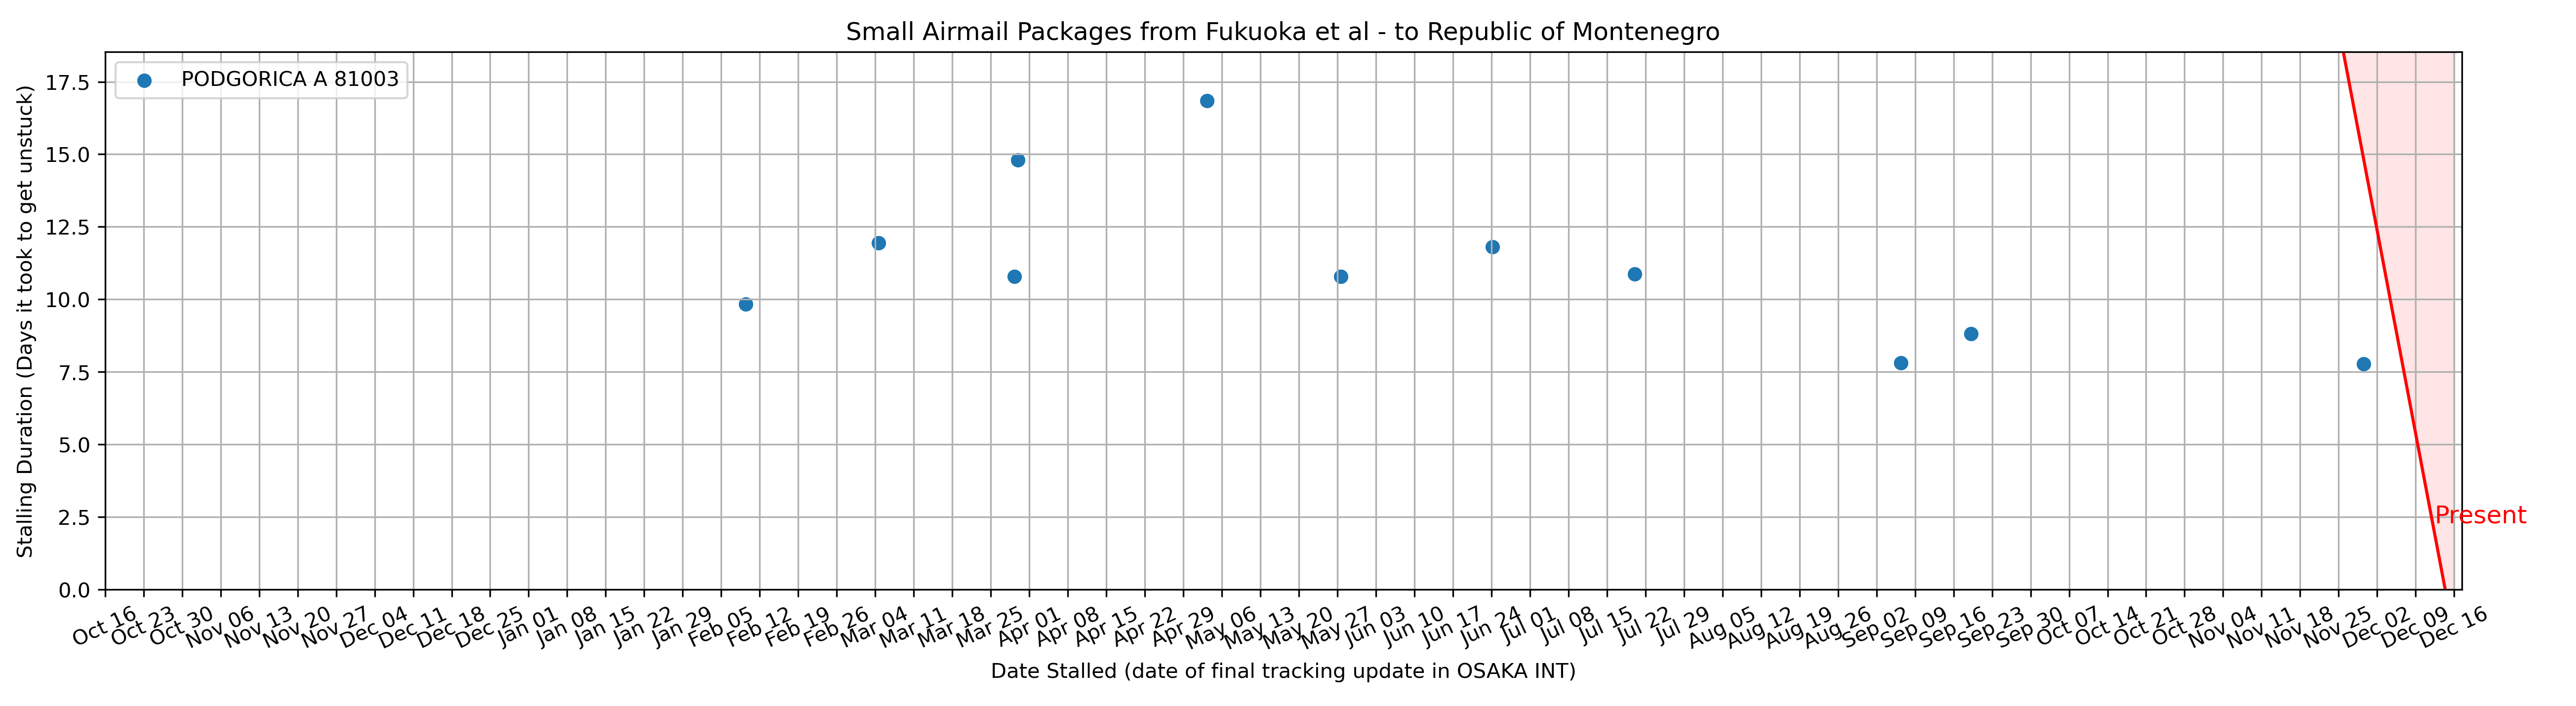 Small Airmail Packages from Fukuoka et al - to Republic of Montenegro
PODGORICA A 81003
Stalling Duration (Days it took to get unstuck)
17.5
15.0
12.5
10.0
7.5
5.0
2.5
0.0
Present
Oct 16 Oct 23 Oct 30 Nov 06 Nov 13 Nov 20 Nov 27 Dec 04 Dec 11 Dec 18 Dec 25 Jan 01 Jan 08 Jan 15 Jan 22 Jan 29 Feb 05 Feb 12 Feb 19 Feb 26 Mar 04 Mar 11 Mar 18 Mar 25 Apr 01 Apr 08 Apr 15 Apr 22 Apr 29 May 06 May 13 May 20 May 27 Jun 03 Jun 10 Jun 17 Jun 24 Jul 01 Jul 08 Jul 15 Jul 22 Jul 29 Aug 05 Aug 12 Aug 19 Aug 26 Sep 02 Sep 09 Sep 16 Sep 23 Sep 30 Oct 07 Oct 14 Oct 21 Oct 28 Nov 04 Nov 11 Nov 18 Nov 25 Dec 02 Dec 09 Dec 16
Date Stalled (date of final tracking update in OSAKA INT)